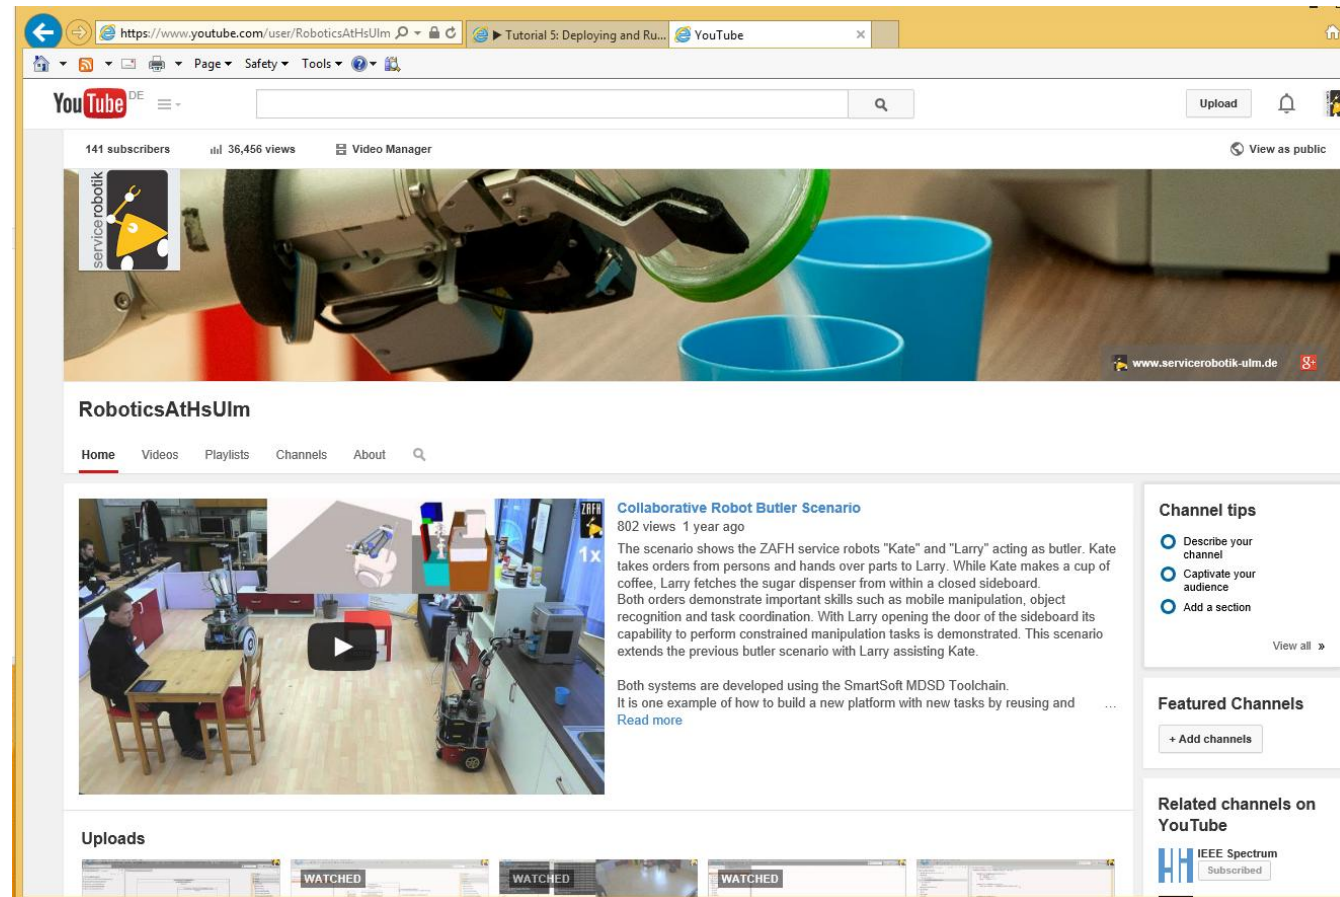 https://www.youtube.com/user/RoboticsAtHsUlm
Tutorial 5: Deploying and Ru...
YouTube
Page
Safety
Tools
YouTube DE
Upload
141 subscribers
36,456 views
Video Manager
View as public
servicerobotik
www.servicerobotik-ulm.de
g+
RoboticsAtHsUlm
Home
Videos
Playlists
Channels
About
ZAFH
1x
Collaborative Robot Butler Scenario
802 views 1 year ago
The scenario shows the ZAFH service robots "Kate" and "Larry" acting as butler. Kate
takes orders from persons and hands over parts to Larry. While Kate makes a cup of
coffee, Larry fetches the sugar dispenser from within a closed sideboard.
Both orders demonstrate important skills such as mobile manipulation, object
recognition and task coordination. With Larry opening the door of the sideboard its
capability to perform constrained manipulation tasks is demonstrated. This scenario
extends the previous butler scenario with Larry assisting Kate.
Both systems are developed using the SmartSoft MDSD Toolchain.
It is one example of how to build a new platform with new tasks by reusing and ...
Read more
Channel tips
Describe your
channel
Captivate your
audience
Add a section
View all »
Featured Channels
+ Add channels
Related channels on
YouTube
IEEE Spectrum
Subscribed
Uploads
WATCHED
WATCHED
WATCHED